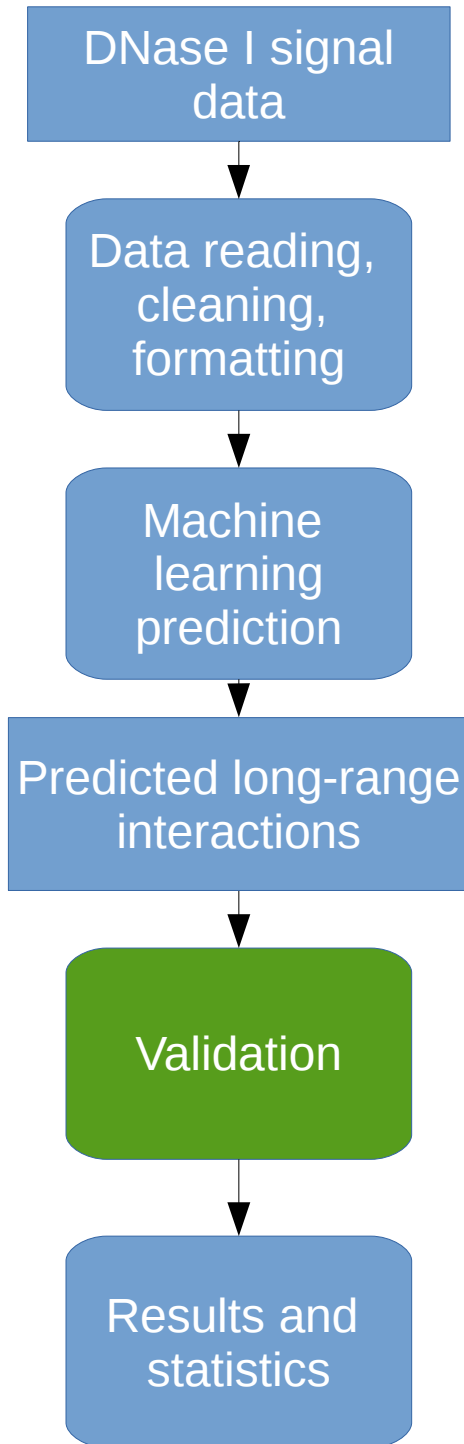 DNase I signal
data
Data reading,
cleaning,
formatting
Machine
learning
prediction
Predicted long-range
interactions
Validation
Results and
statistics